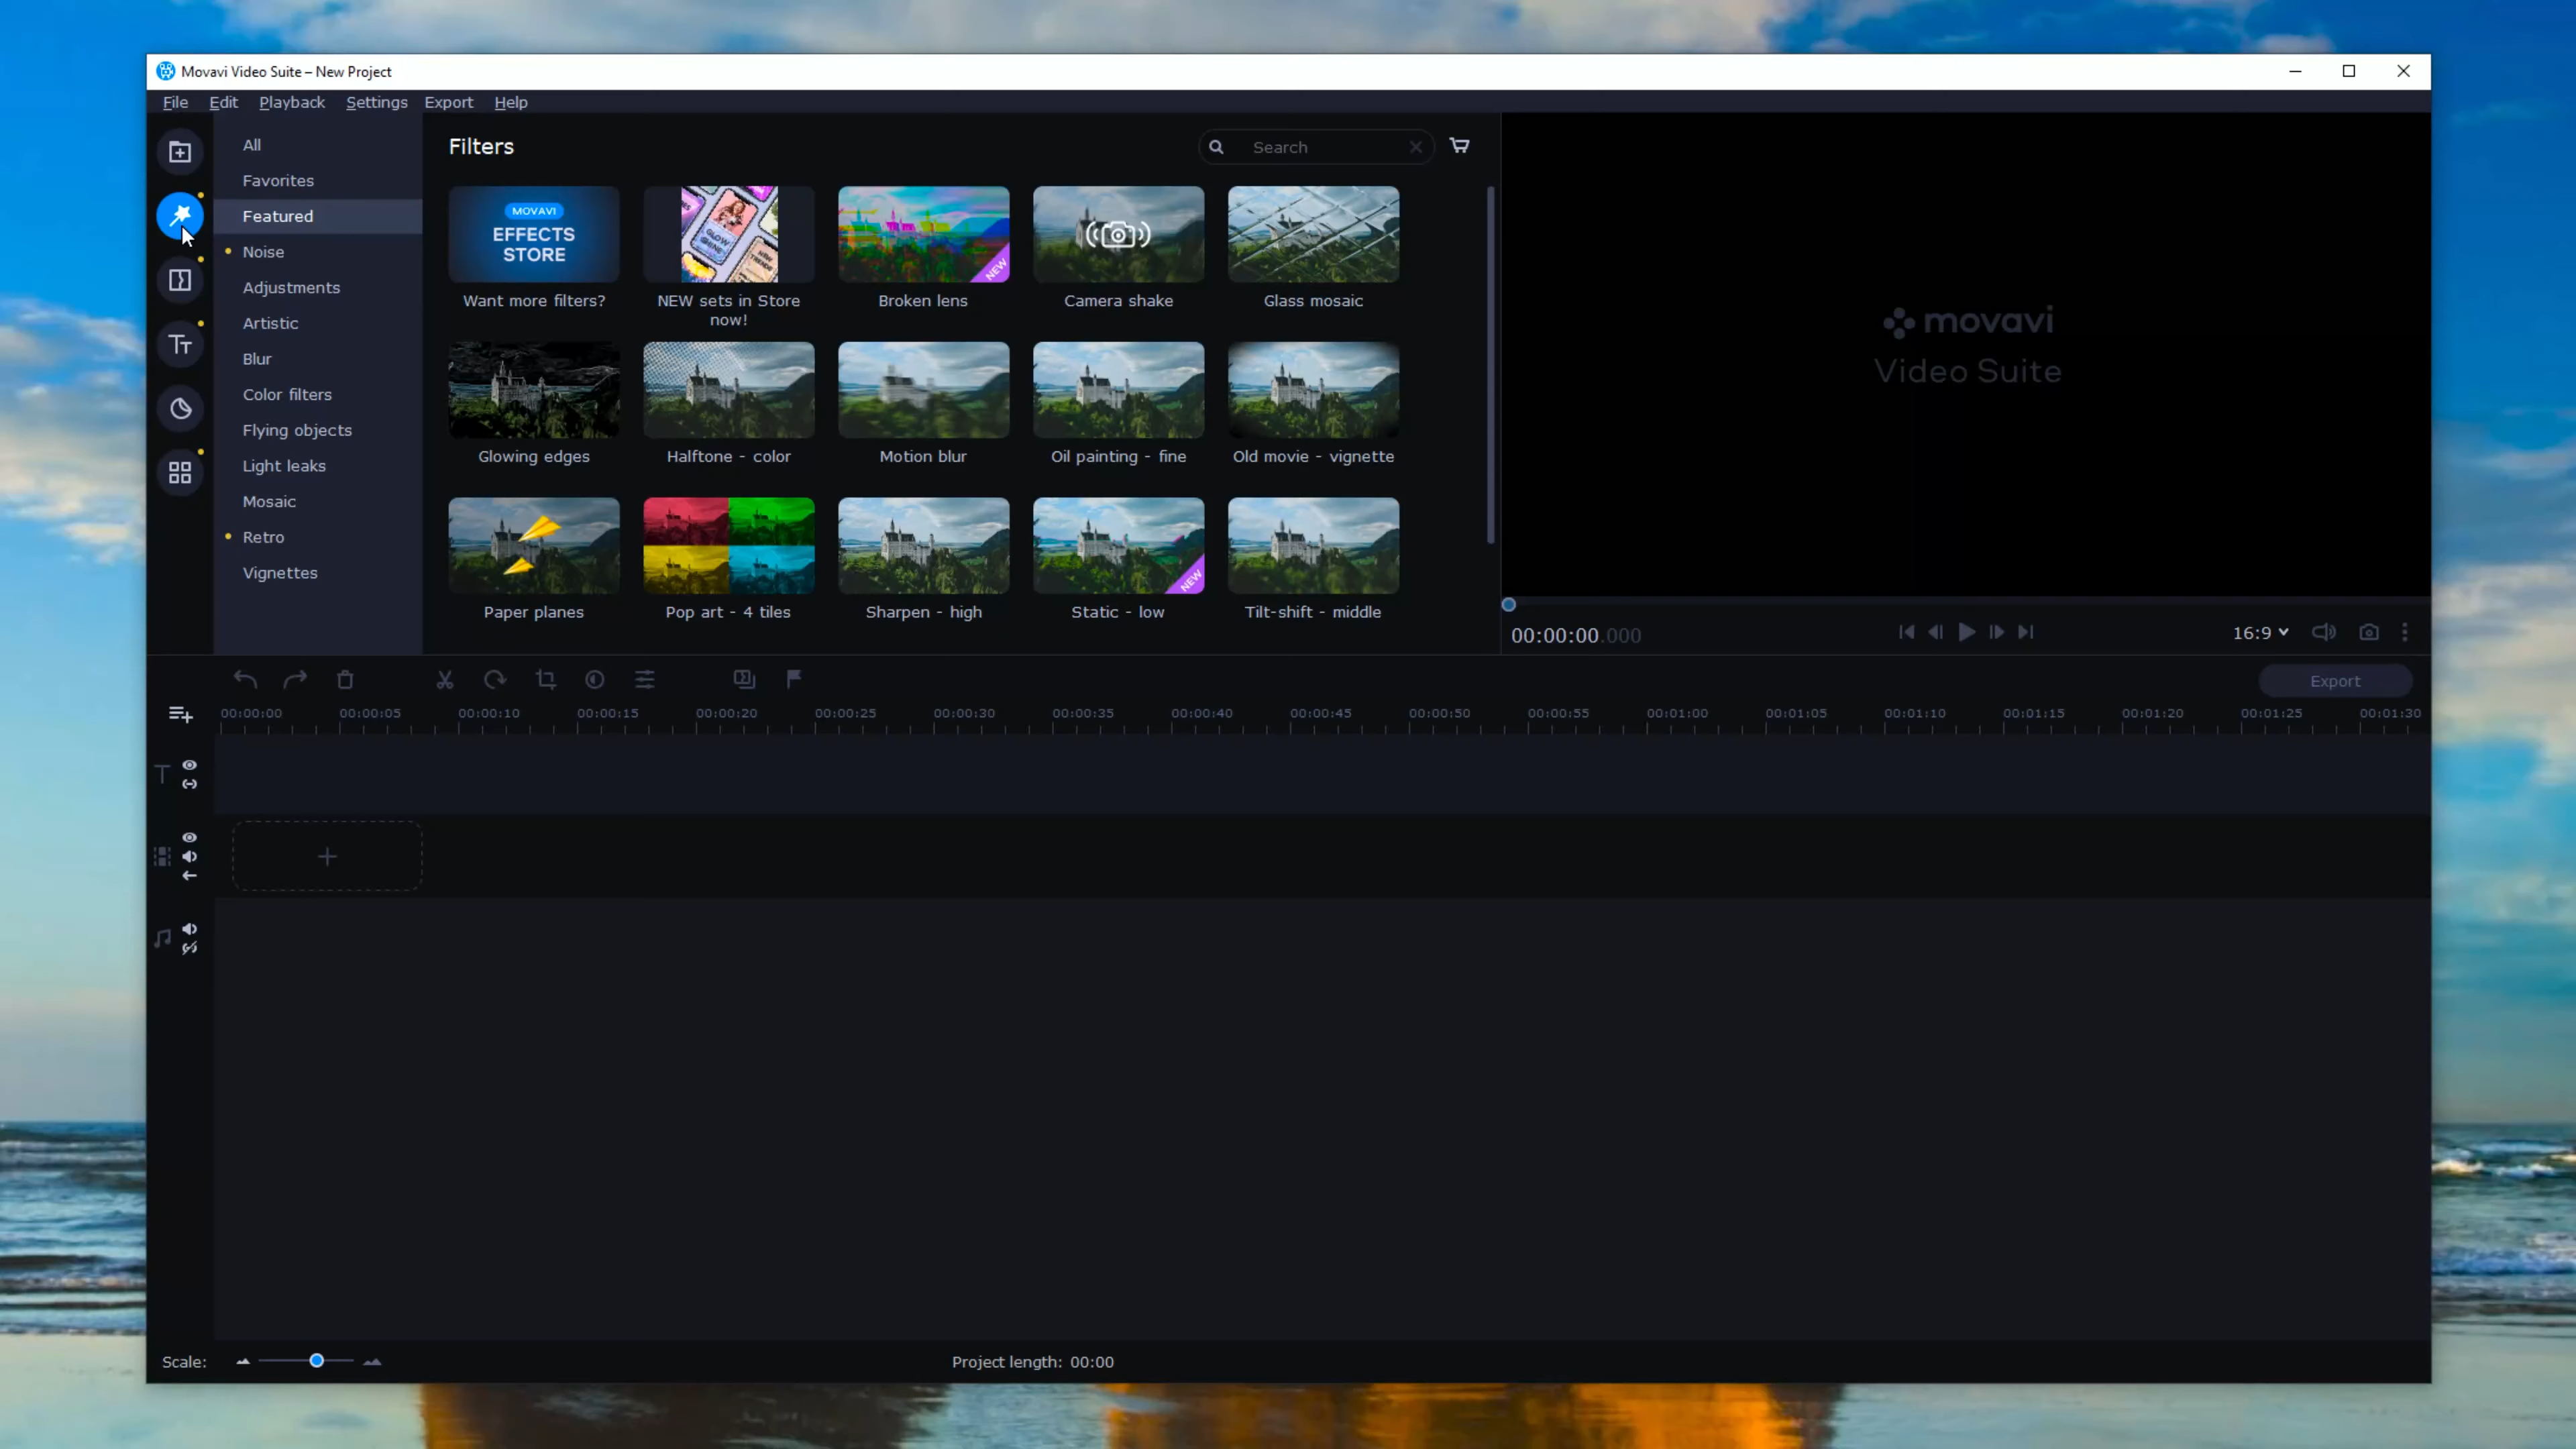 Movavi Video Suite – New Project
File Edit Playback Settings Export Help
All
Favorites
Featured
Noise
Adjustments
Artistic
Blur
Color filters
Flying objects
Light leaks
Mosaic
Retro
Vignettes
Filters
Search
MOVAVI
EFFECTS
STORE
Want more filters?
NEW sets in Store
now!
NEW
Broken lens
Camera shake
Glass mosaic
Glowing edges
Halftone - color
Motion blur
Oil painting - fine
Old movie - vignette
Paper planes
Pop art - 4 tiles
Sharpen - high
NEW
Static - low
Tilt-shift - middle
movavi
Video Suite
00:00:00.000
16:9
Export
00:00:00 00:00:05 00:00:10 00:00:15 00:00:20 00:00:25 00:00:30 00:00:35 00:00:40 00:00:45 00:00:50 00:00:55 00:01:00 00:01:05 00:01:10 00:01:15 00:01:20 00:01:25 00:01:30
Scale:
Project length: 00:00